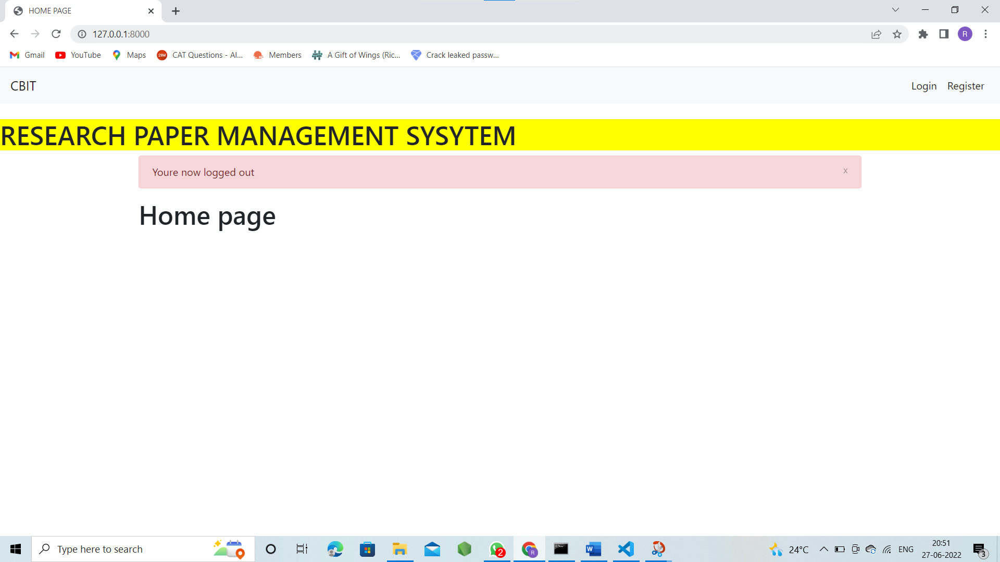 HOME PAGE
127.0.0.1:8000
R
Gmail YouTube Maps CAT Questions - Al... Members A Gift of Wings (Ric... Crack leaked passw...
CBIT Login Register
RESEARCH PAPER MANAGEMENT SYSYTEM
Youre now logged out x
Home page
Type here to search 2 R 24°C ENG 20:51
27-06-2022 3